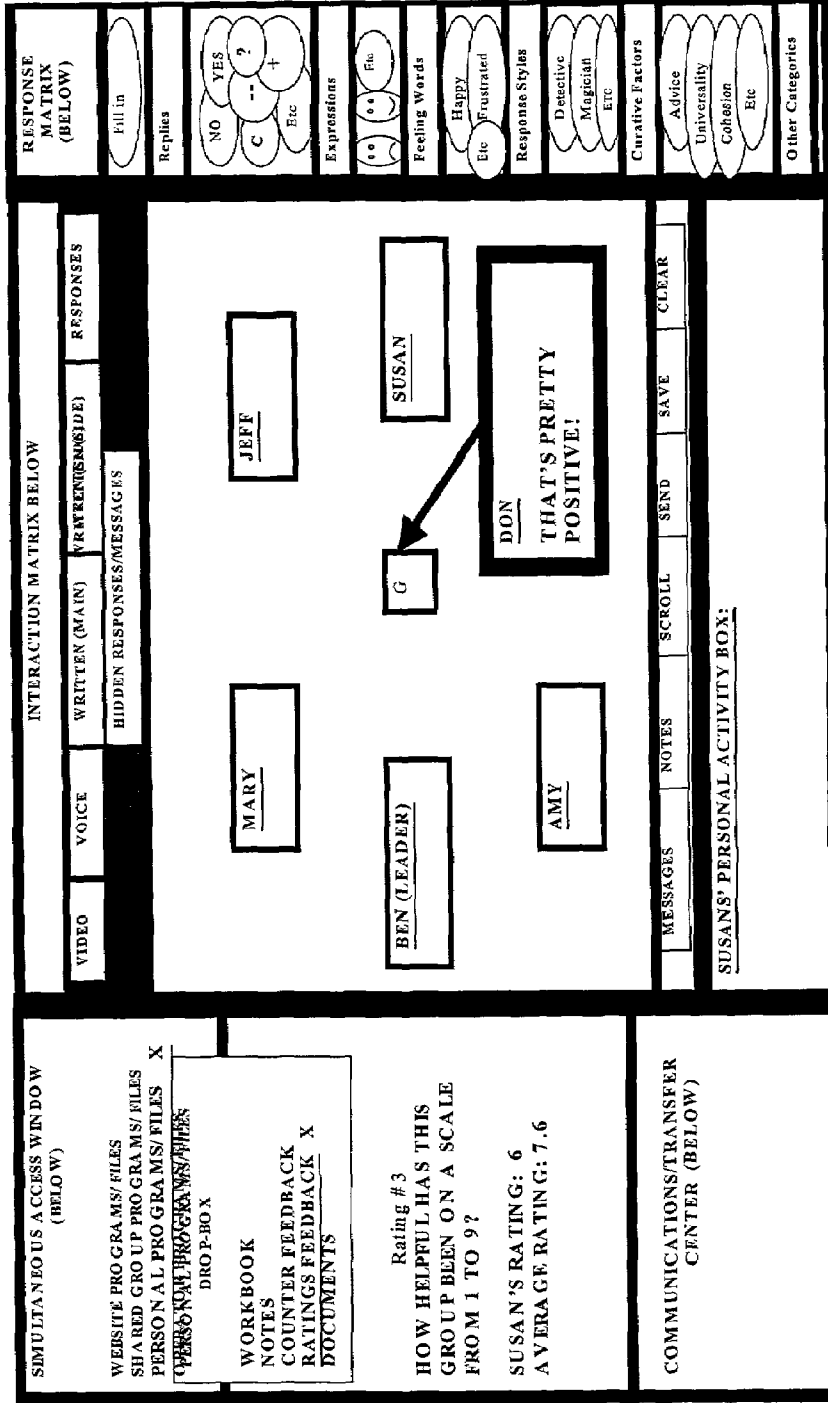 SIMULTANEOUS ACCESS WINDOW
(BELOW)
WEBSITE PROGRAMS/ FILES
SHARED GROUP PROGRAMS/ FILES
PERSONAL PROGRAMS/ FILES X
DROP-BOX
WORKBOOK
NOTES
COUNTER FEEDBACK
RATINGS FEEDBACK X
DOCUMENTS
Rating # 3
HOW HELPFUL HAS THIS
GROUP BEEN ON A SCALE
FROM 1 TO 9?
SUSAN'S RATING: 6
AVERAGE RATING: 7.6
COMMUNICATIONS/TRANSFER
CENTER (BELOW)
INTERACTION MATRIX BELOW
VIDEO
VOICE
WRITTEN (MAIN)
RESPONSES
HIDDEN RESPONSES/MESSAGES
MARY
JEFF
BEN (LEADER)
G
SUSAN
AMY
DON
THAT'S PRETTY
POSITIVE!
MESSAGES
NOTES
SCROLL
SEND
SAVE
CLEAR
SUSANS' PERSONAL ACTIVITY BOX:
RESPONSE
MATRIX
(BELOW)
Fill in
Replies
NO
YES
C
--
?
Etc
+
Expressions
Etc
Feeling Words
Happy
Etc
Frustrated
Response Styles
Detective
Magician
ETC
Curative Factors
Advice
Universality
Cohesion
Etc
Other Categories